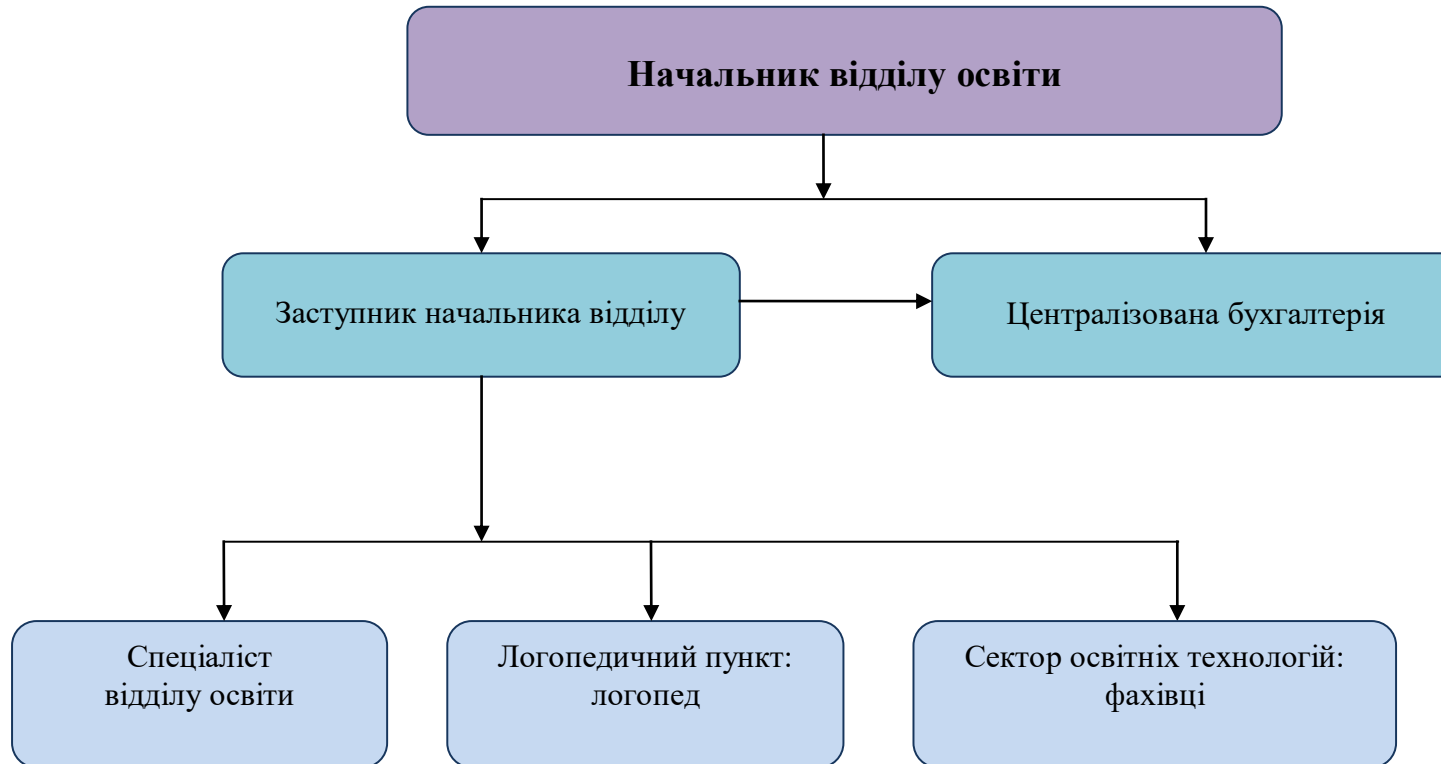 Начальник відділу освіти
Заступник начальника відділу
Централізована бухгалтерія
Спеціаліст
відділу освіти
Логопедичний пункт:
логопед
Сектор освітніх технологій:
фахівці